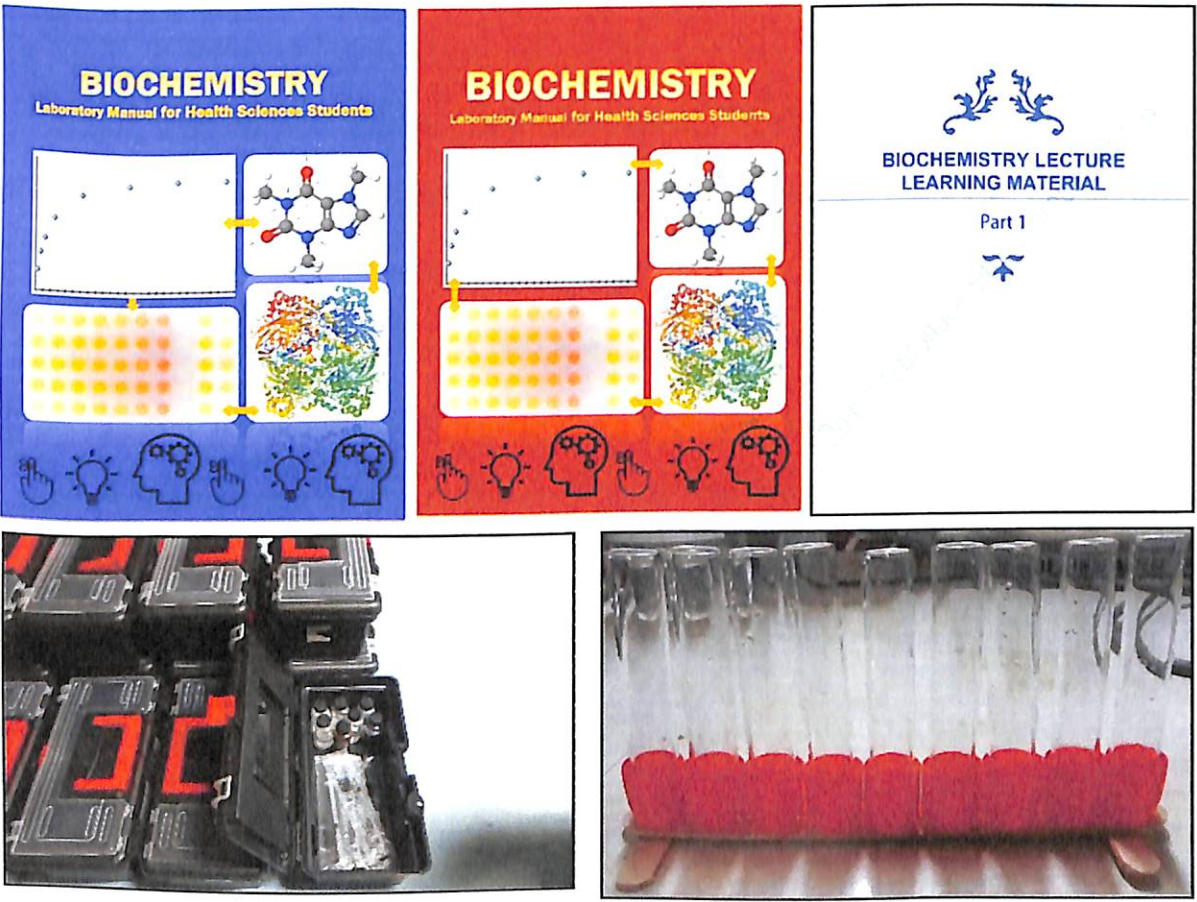 BIOCHEMISTRY
Laboratory Manual for Health Sciences Students
BIOCHEMISTRY
Laboratory Manual for Health Sciences Students
BIOCHEMISTRY LECTURE
LEARNING MATERIAL
Part 1